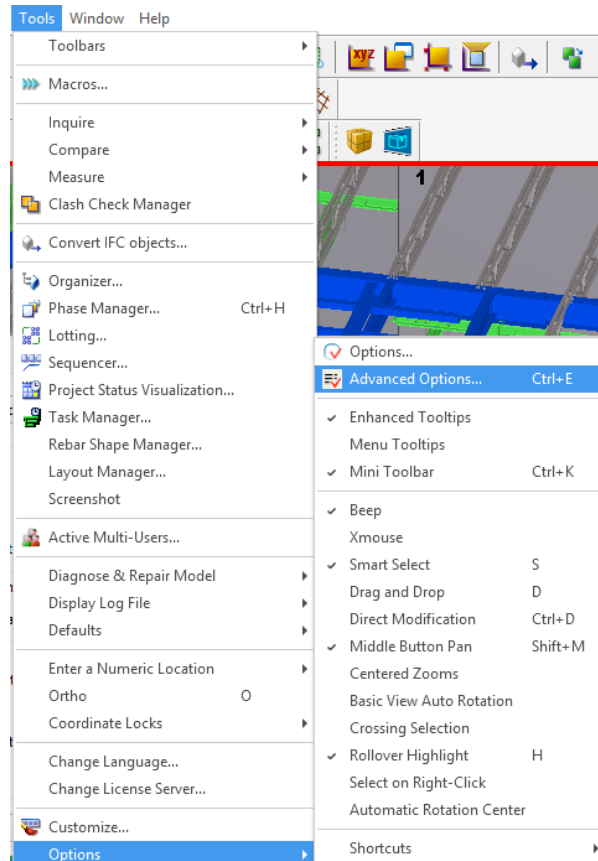 Tools Window Help
Toolbars
xyz
Macros...
Inquire
Compare
Measure
1
Clash Check Manager
Convert IFC objects...
Organizer...
Phase Manager... Ctrl+H
Lotting...
Sequencer...
Project Status Visualization...
Task Manager...
Rebar Shape Manager...
Layout Manager...
Screenshot
Active Multi-Users...
Diagnose & Repair Model
Display Log File
Defaults
Enter a Numeric Location
Ortho O
Coordinate Locks
Change Language...
Change License Server...
Customize...
Options
Options...
Advanced Options... Ctrl+E
Enhanced Tooltips
Menu Tooltips
Mini Toolbar Ctrl+K
Beep
Xmouse
Smart Select S
Drag and Drop D
Direct Modification Ctrl+D
Middle Button Pan Shift+M
Centered Zooms
Basic View Auto Rotation
Crossing Selection
Rollover Highlight H
Select on Right-Click
Automatic Rotation Center
Shortcuts